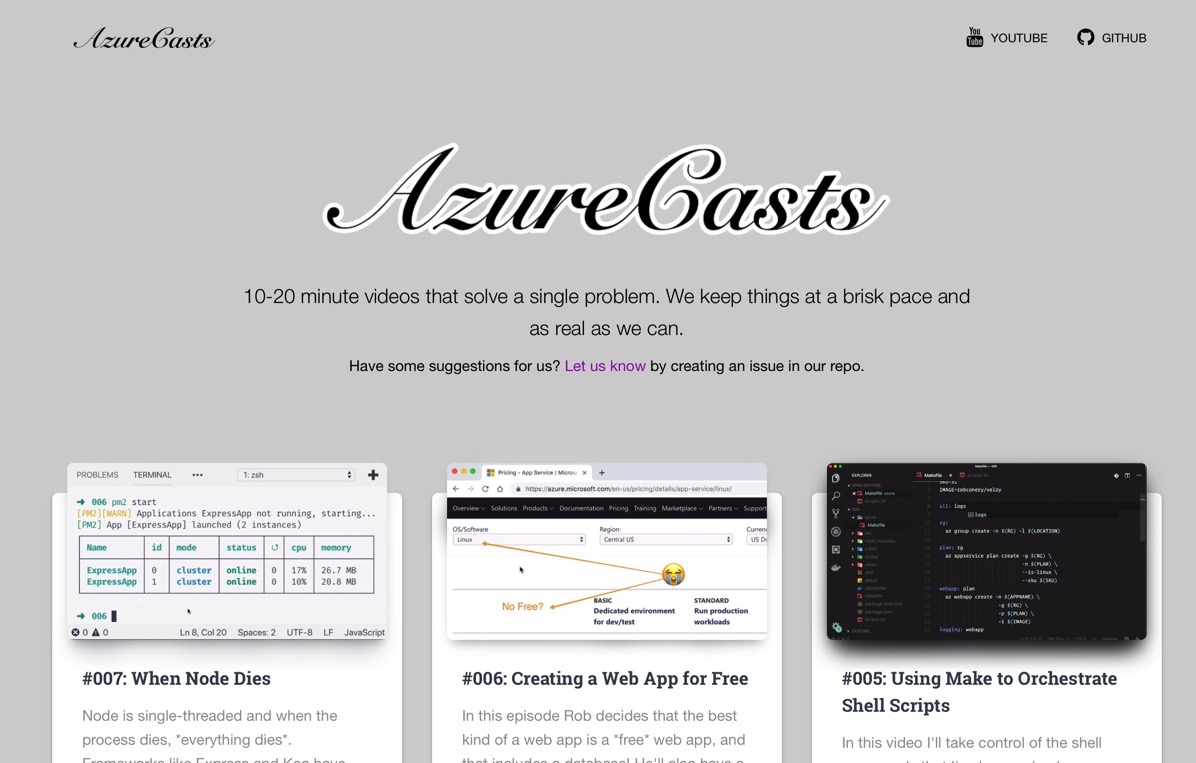 AzureCasts
YOUTUBE
GITHUB
AzureCasts
10-20 minute videos that solve a single problem. We keep things at a brisk pace and
as real as we can.
Have some suggestions for us? Let us know by creating an issue in our repo.
PROBLEMS TERMINAL ••• 1: zsh
➜ 006 pm2 start
[PM2][WARN] Applications ExpressApp not running, starting...
[PM2] App [ExpressApp] launched (2 instances)
Name id mode status ↺ cpu memory
ExpressApp 0 cluster online 0 17% 26.7 MB
ExpressApp 1 cluster online 0 10% 20.8 MB
➜ 006
0 0 Ln 8, Col 20 Spaces: 2 UTF-8 LF JavaScript
#007: When Node Dies
Node is single-threaded and when the
process dies, *everything dies*.
Pricing - App Service | Micros
https://azure.microsoft.com/en-us/pricing/details/app-service/linux/
Overview Solutions Products Documentation Pricing Training Marketplace Partners Support
OS/Software Region: Curren
Linux Central US US Do
No Free?
BASIC STANDARD
Dedicated environment Run production
for dev/test workloads
#006: Creating a Web App for Free
In this episode Rob decides that the best
kind of a web app is a *free* web app, and
EXPLORER Makefile
IMAGE=robconery/velzy
all: logs
logs
rg:
az group create -n $(RG) -l $(LOCATION)
plan: rg
az appservice plan create -g $(RG) \
-n $(PLAN) \
--is-linux \
--sku $(SKU)
webapp: plan
az webapp create -n $(APPNAME) \
-g $(RG) \
-p $(PLAN) \
-i $(IMAGE)
logging: webapp
#005: Using Make to Orchestrate
Shell Scripts
In this video I'll take control of the shell